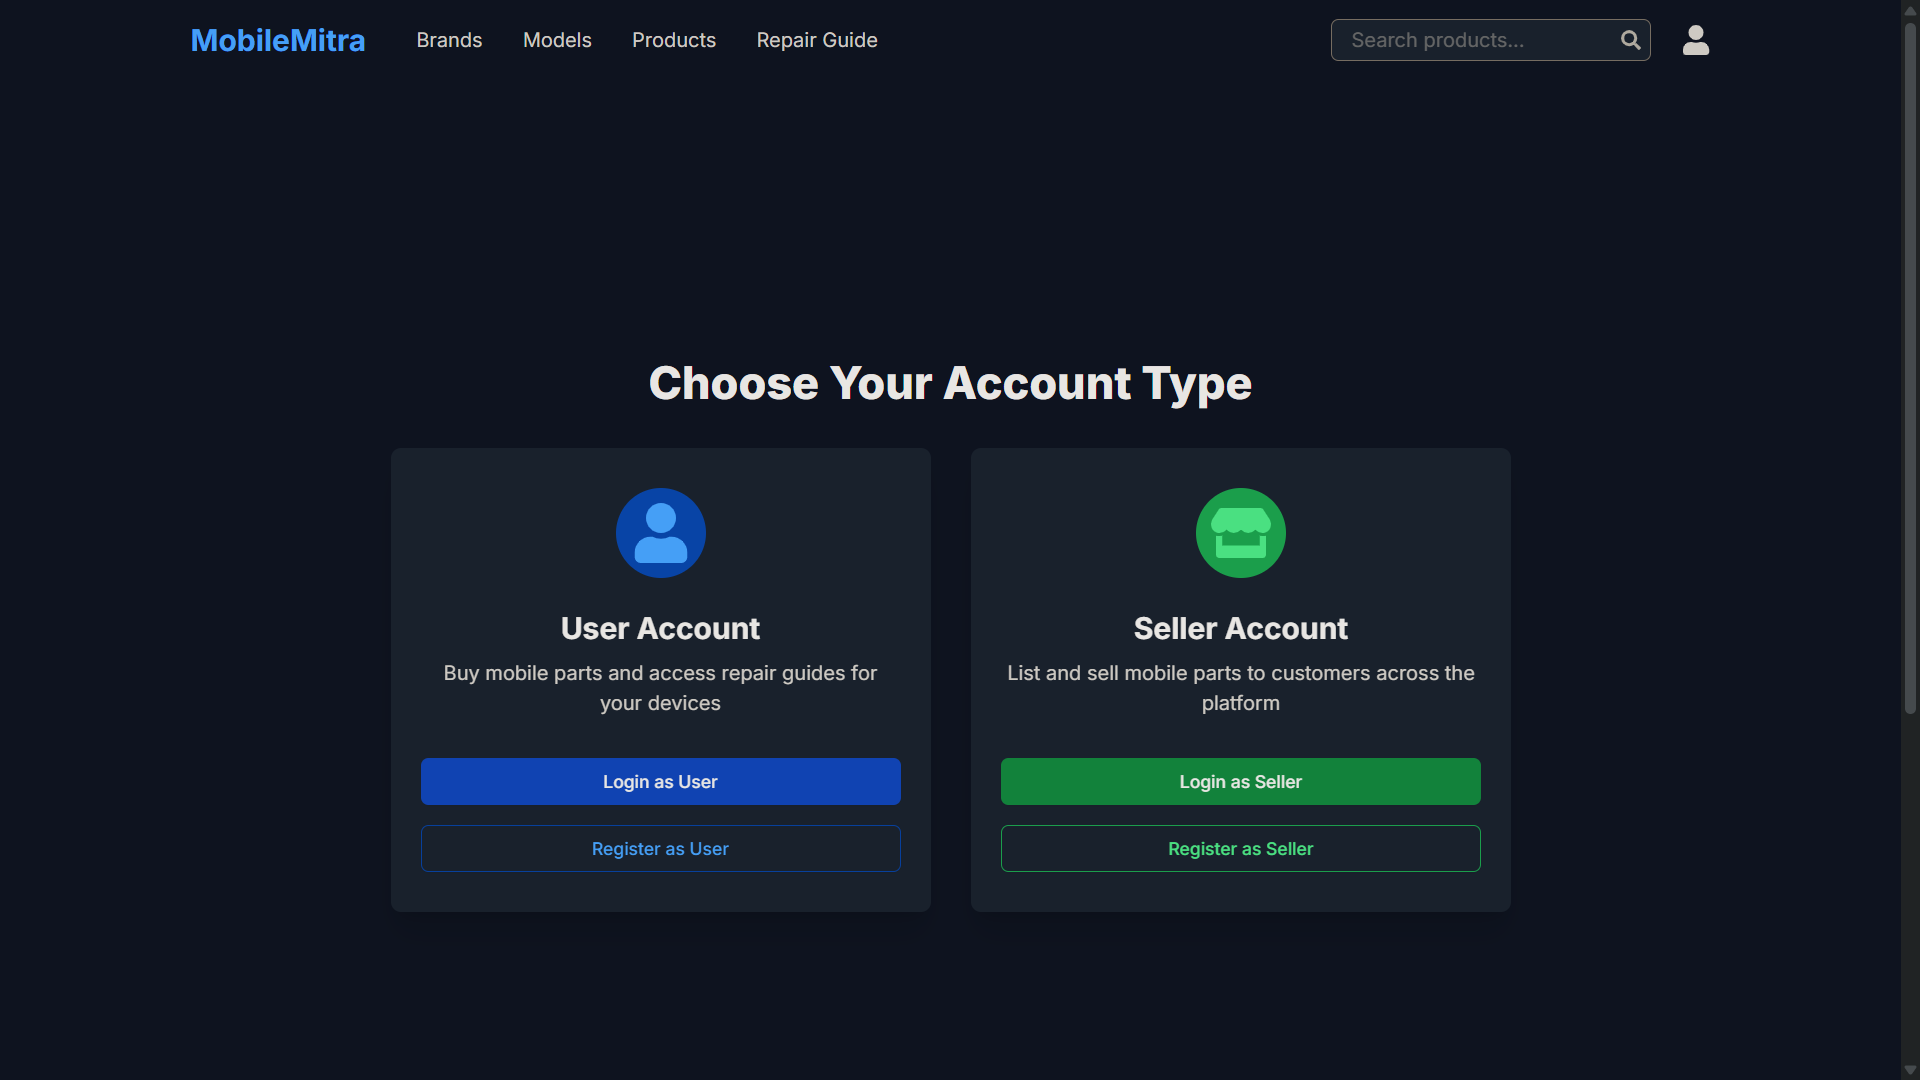 MobileMitra
Brands
Models
Products
Repair Guide
Search products...
Choose Your Account Type
User Account
Buy mobile parts and access repair guides for
your devices
Login as User
Register as User
Seller Account
List and sell mobile parts to customers across the
platform
Login as Seller
Register as Seller